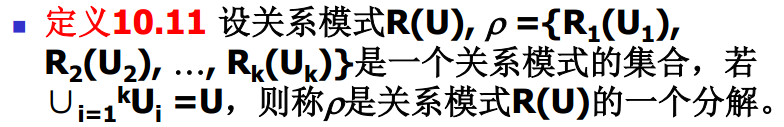 ▪ 定义10.11 设关系模式R(U), ρ ={R₁(U₁),
R₂(U₂), …, Rₖ(Uₖ)}是一个关系模式的集合，若
∪ᵢ₌₁ᵏUᵢ =U，则称ρ是关系模式R(U)的一个分解。